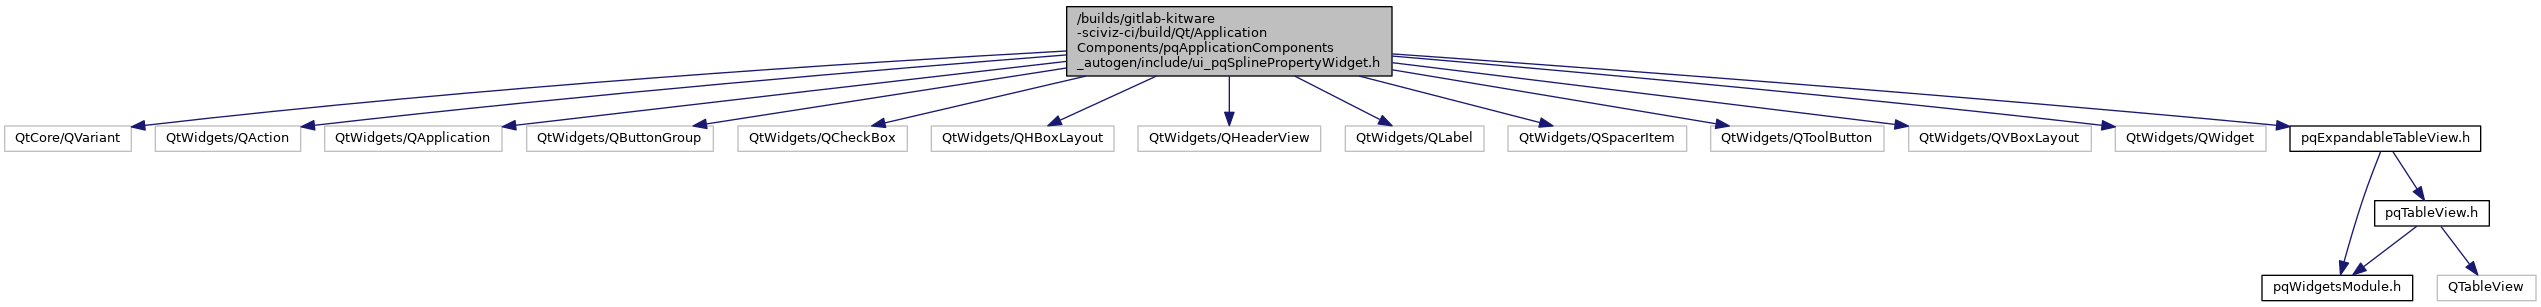 /builds/gitlab-kitware
-sciviz-ci/build/Qt/Application
Components/pqApplicationComponents
_autogen/include/ui_pqSplinePropertyWidget.h
QtCore/QVariant
QtWidgets/QAction
QtWidgets/QApplication
QtWidgets/QButtonGroup
QtWidgets/QCheckBox
QtWidgets/QHBoxLayout
QtWidgets/QHeaderView
QtWidgets/QLabel
QtWidgets/QSpacerItem
QtWidgets/QToolButton
QtWidgets/QVBoxLayout
QtWidgets/QWidget
pqExpandableTableView.h
pqTableView.h
pqWidgetsModule.h
QTableView